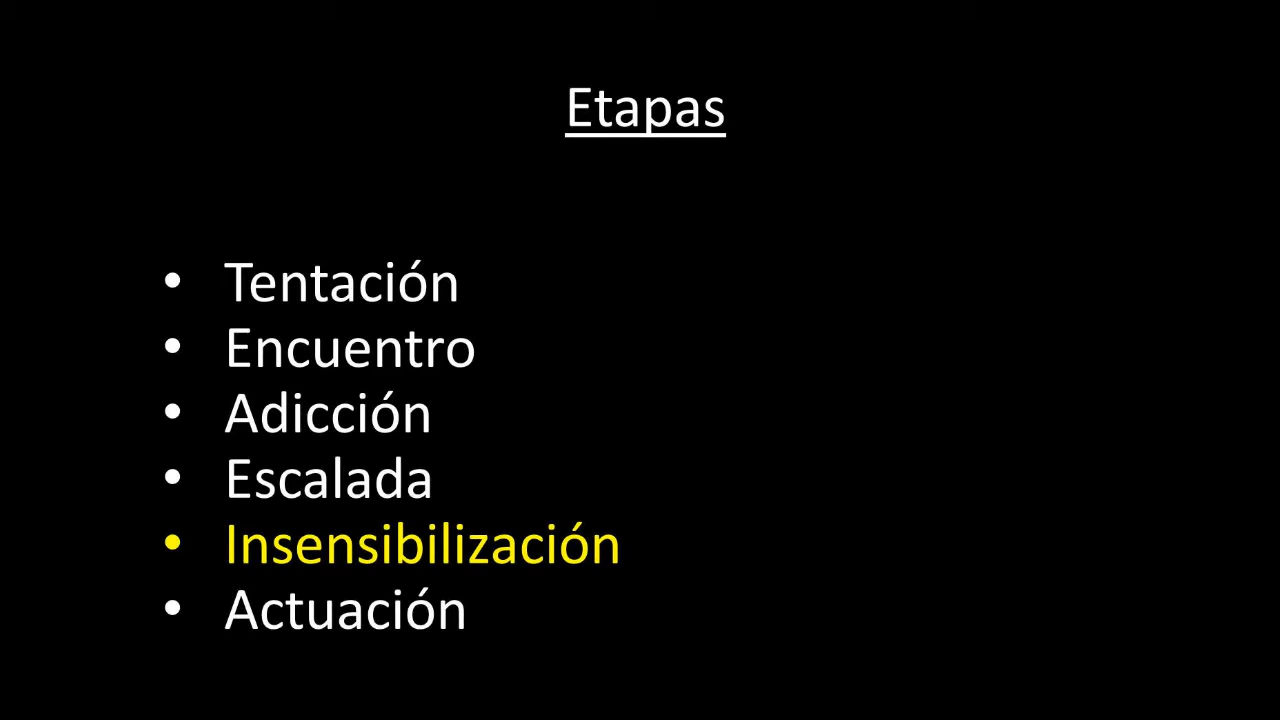 Etapas
• Tentación
• Encuentro
• Adicción
• Escalada
• Insensibilización
• Actuación